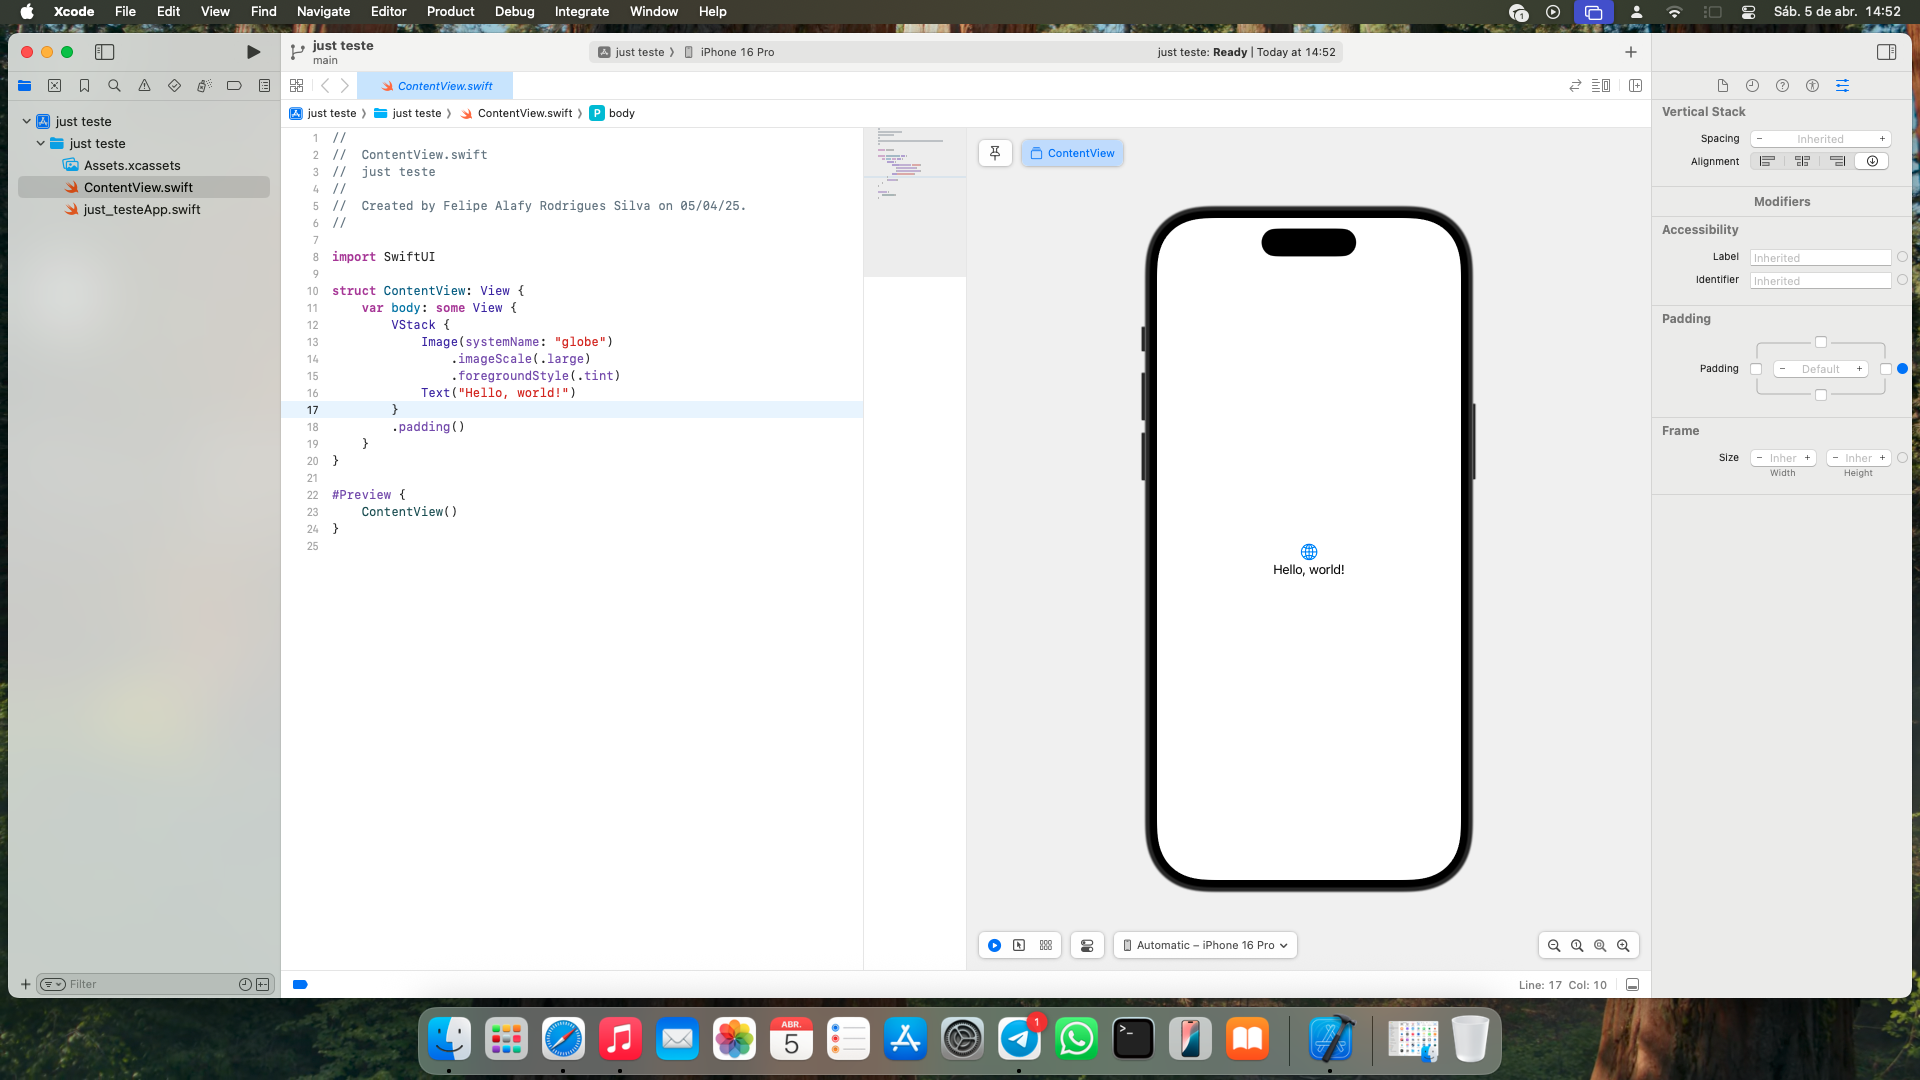 Xcode File Edit View Find Navigate Editor Product Debug Integrate Window Help
1
Sáb. 5 de abr. 14:52
just teste
main
just teste 〉 iPhone 16 Pro
just teste: Ready | Today at 14:52
ContentView.swift
just teste 〉 just teste 〉 ContentView.swift 〉 P body
just teste
just teste
Assets.xcassets
ContentView.swift
just_testeApp.swift
1 //
2 //  ContentView.swift
3 //  just teste
4 //
5 //  Created by Felipe Alafy Rodrigues Silva on 05/04/25.
6 //
7
8 import SwiftUI
9
10 struct ContentView: View {
11     var body: some View {
12         VStack {
13             Image(systemName: "globe")
14                 .imageScale(.large)
15                 .foregroundStyle(.tint)
16             Text("Hello, world!")
17         }
18         .padding()
19     }
20 }
21
22 #Preview {
23     ContentView()
24 }
25
ContentView
Hello, world!
Automatic – iPhone 16 Pro
Line: 17 Col: 10
Filter
Vertical Stack
Spacing − Inherited +
Alignment
Modifiers
Accessibility
Label Inherited
Identifier Inherited
Padding
Padding − Default +
Frame
Size − Inher + − Inher +
Width Height
ABR.
5
1
>_